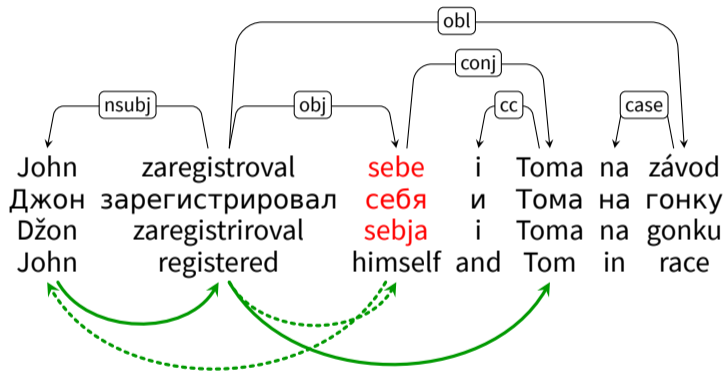 obl
conj
nsubj obj cc case
John zaregistroval sebe i Toma na závod
Джон зарегистрировал себя и Тома на гонку
Džon zaregistriroval sebja i Toma na gonku
John registered himself and Tom in race